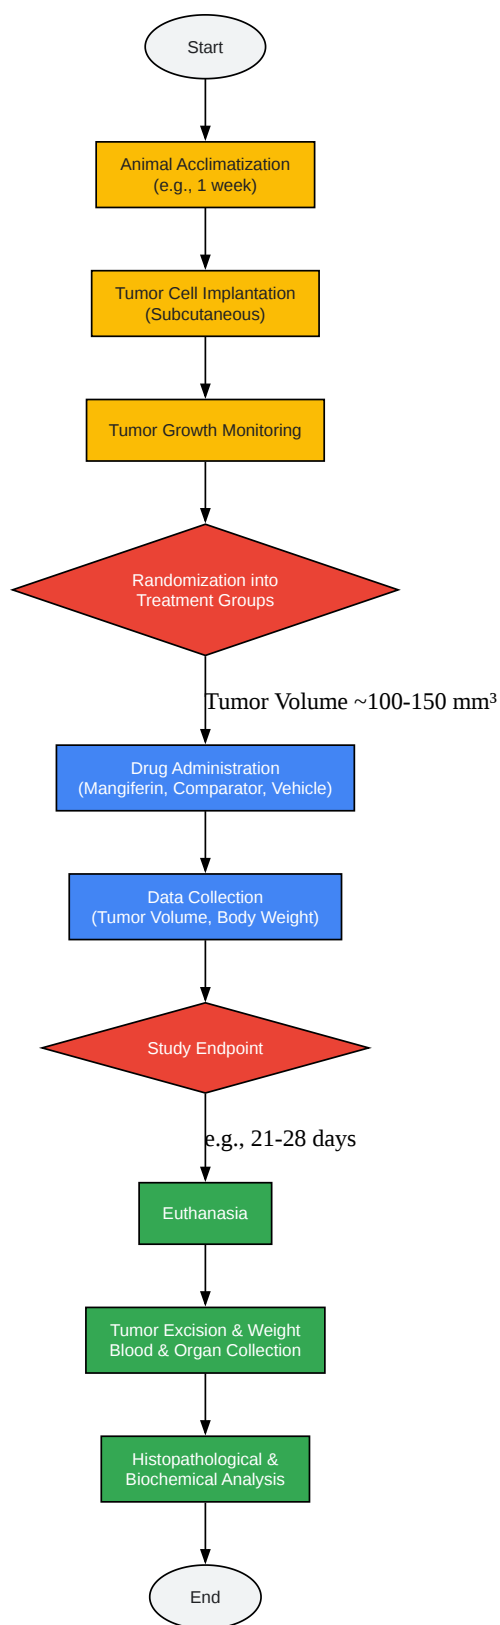 Start
Animal Acclimatization
(e.g., 1 week)
Tumor Cell Implantation
(Subcutaneous)
Tumor Growth Monitoring
Randomization into
Treatment Groups
Tumor Volume ~100-150 mm³
Drug Administration
(Mangiferin, Comparator, Vehicle)
Data Collection
(Tumor Volume, Body Weight)
Study Endpoint
e.g., 21-28 days
Euthanasia
Tumor Excision & Weight
Blood & Organ Collection
Histopathological &
Biochemical Analysis
End